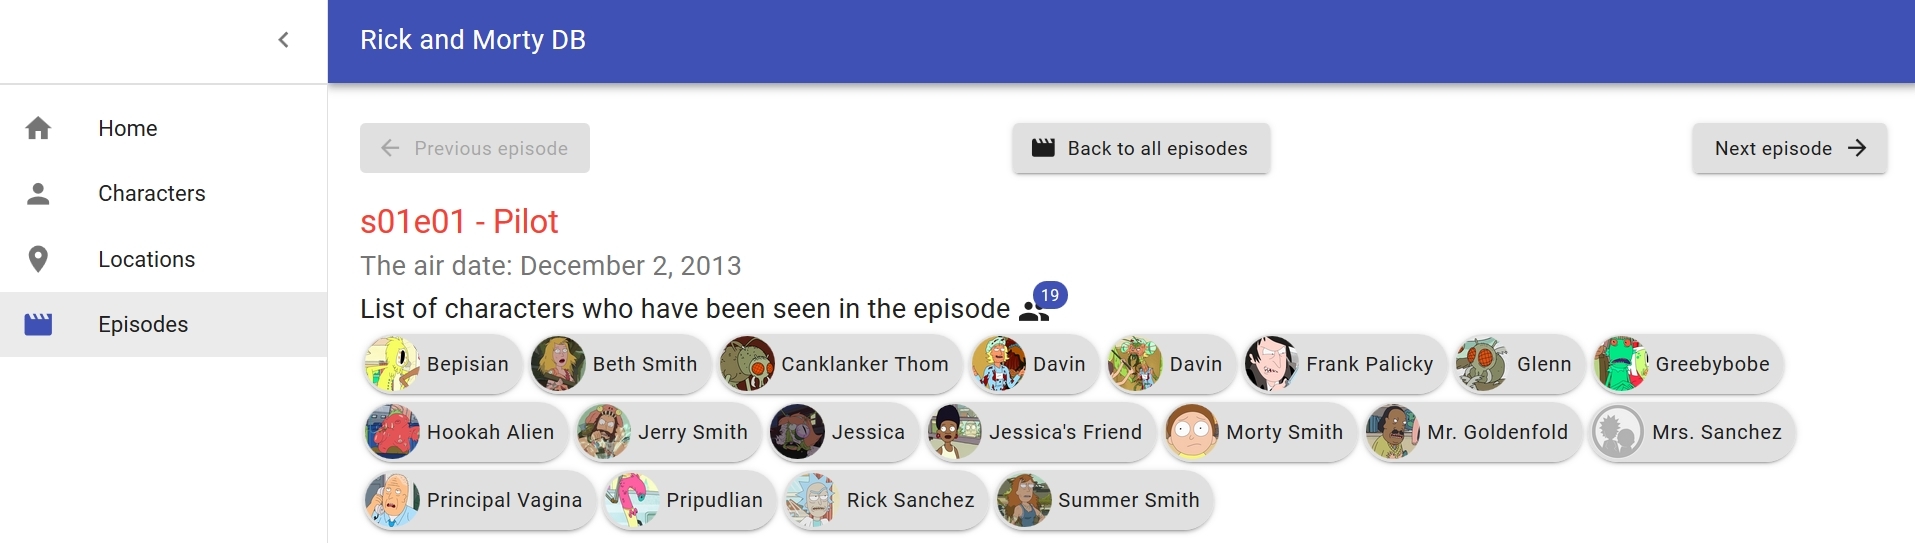 Rick and Morty DB
Home
Characters
Locations
Episodes
Previous episode
Back to all episodes
Next episode
s01e01 - Pilot
The air date: December 2, 2013
List of characters who have been seen in the episode 19
Bepisian Beth Smith Canklanker Thom Davin Davin Frank Palicky Glenn Greebybobe
Hookah Alien Jerry Smith Jessica Jessica's Friend Morty Smith Mr. Goldenfold Mrs. Sanchez
Principal Vagina Pripudlian Rick Sanchez Summer Smith